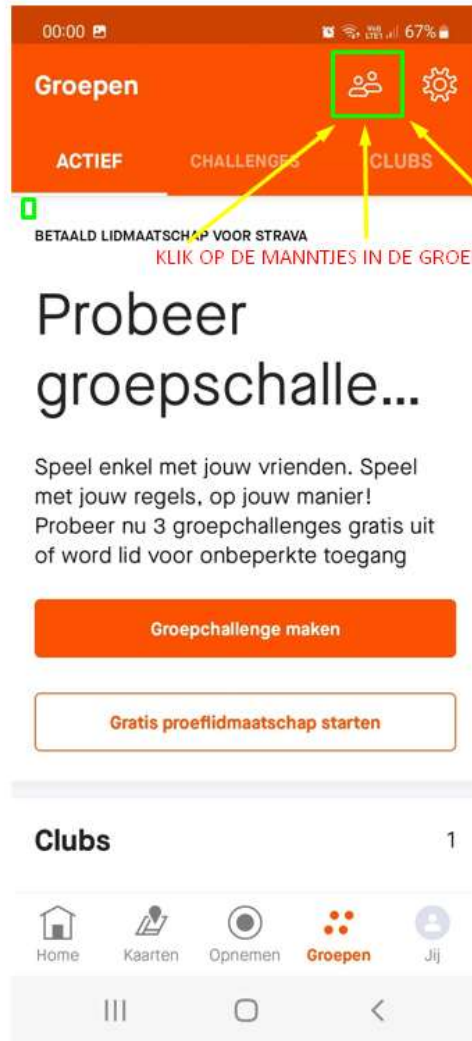 00:00 67%
Groepen
ACTIEF CHALLENGES CLUBS
BETAALD LIDMAATSCHAP VOOR STRAVA
KLIK OP DE MANNTJES IN DE GROE
Probeer
groepschalle...
Speel enkel met jouw vrienden. Speel
met jouw regels, op jouw manier!
Probeer nu 3 groepchallenges gratis uit
of word lid voor onbeperkte toegang
Groepchallenge maken
Gratis proeflidmaatschap starten
Clubs 1
Home Kaarten Opnemen Groepen Jij